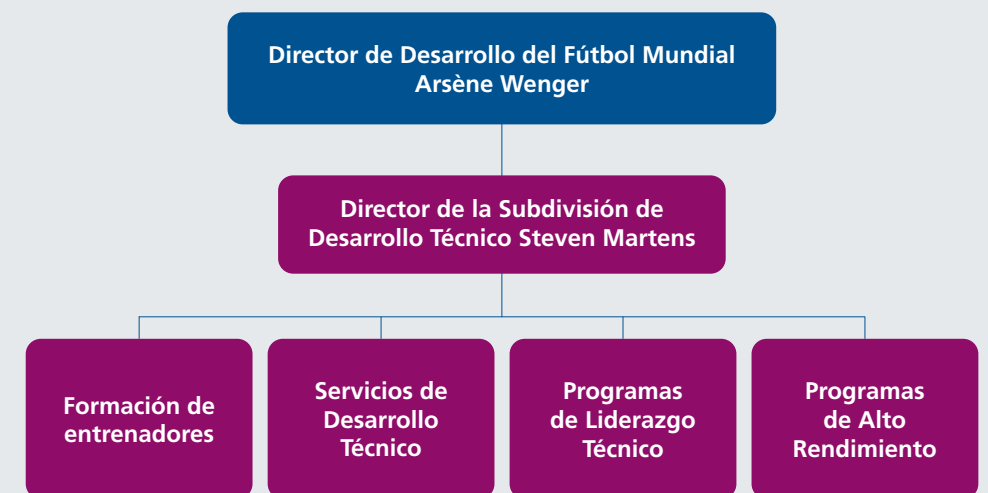 Director de Desarrollo del Fútbol Mundial
Arsène Wenger
Director de la Subdivisión de
Desarrollo Técnico Steven Martens
Formación de
entrenadores
Servicios de
Desarrollo
Técnico
Programas
de Liderazgo
Técnico
Programas
de Alto
Rendimiento